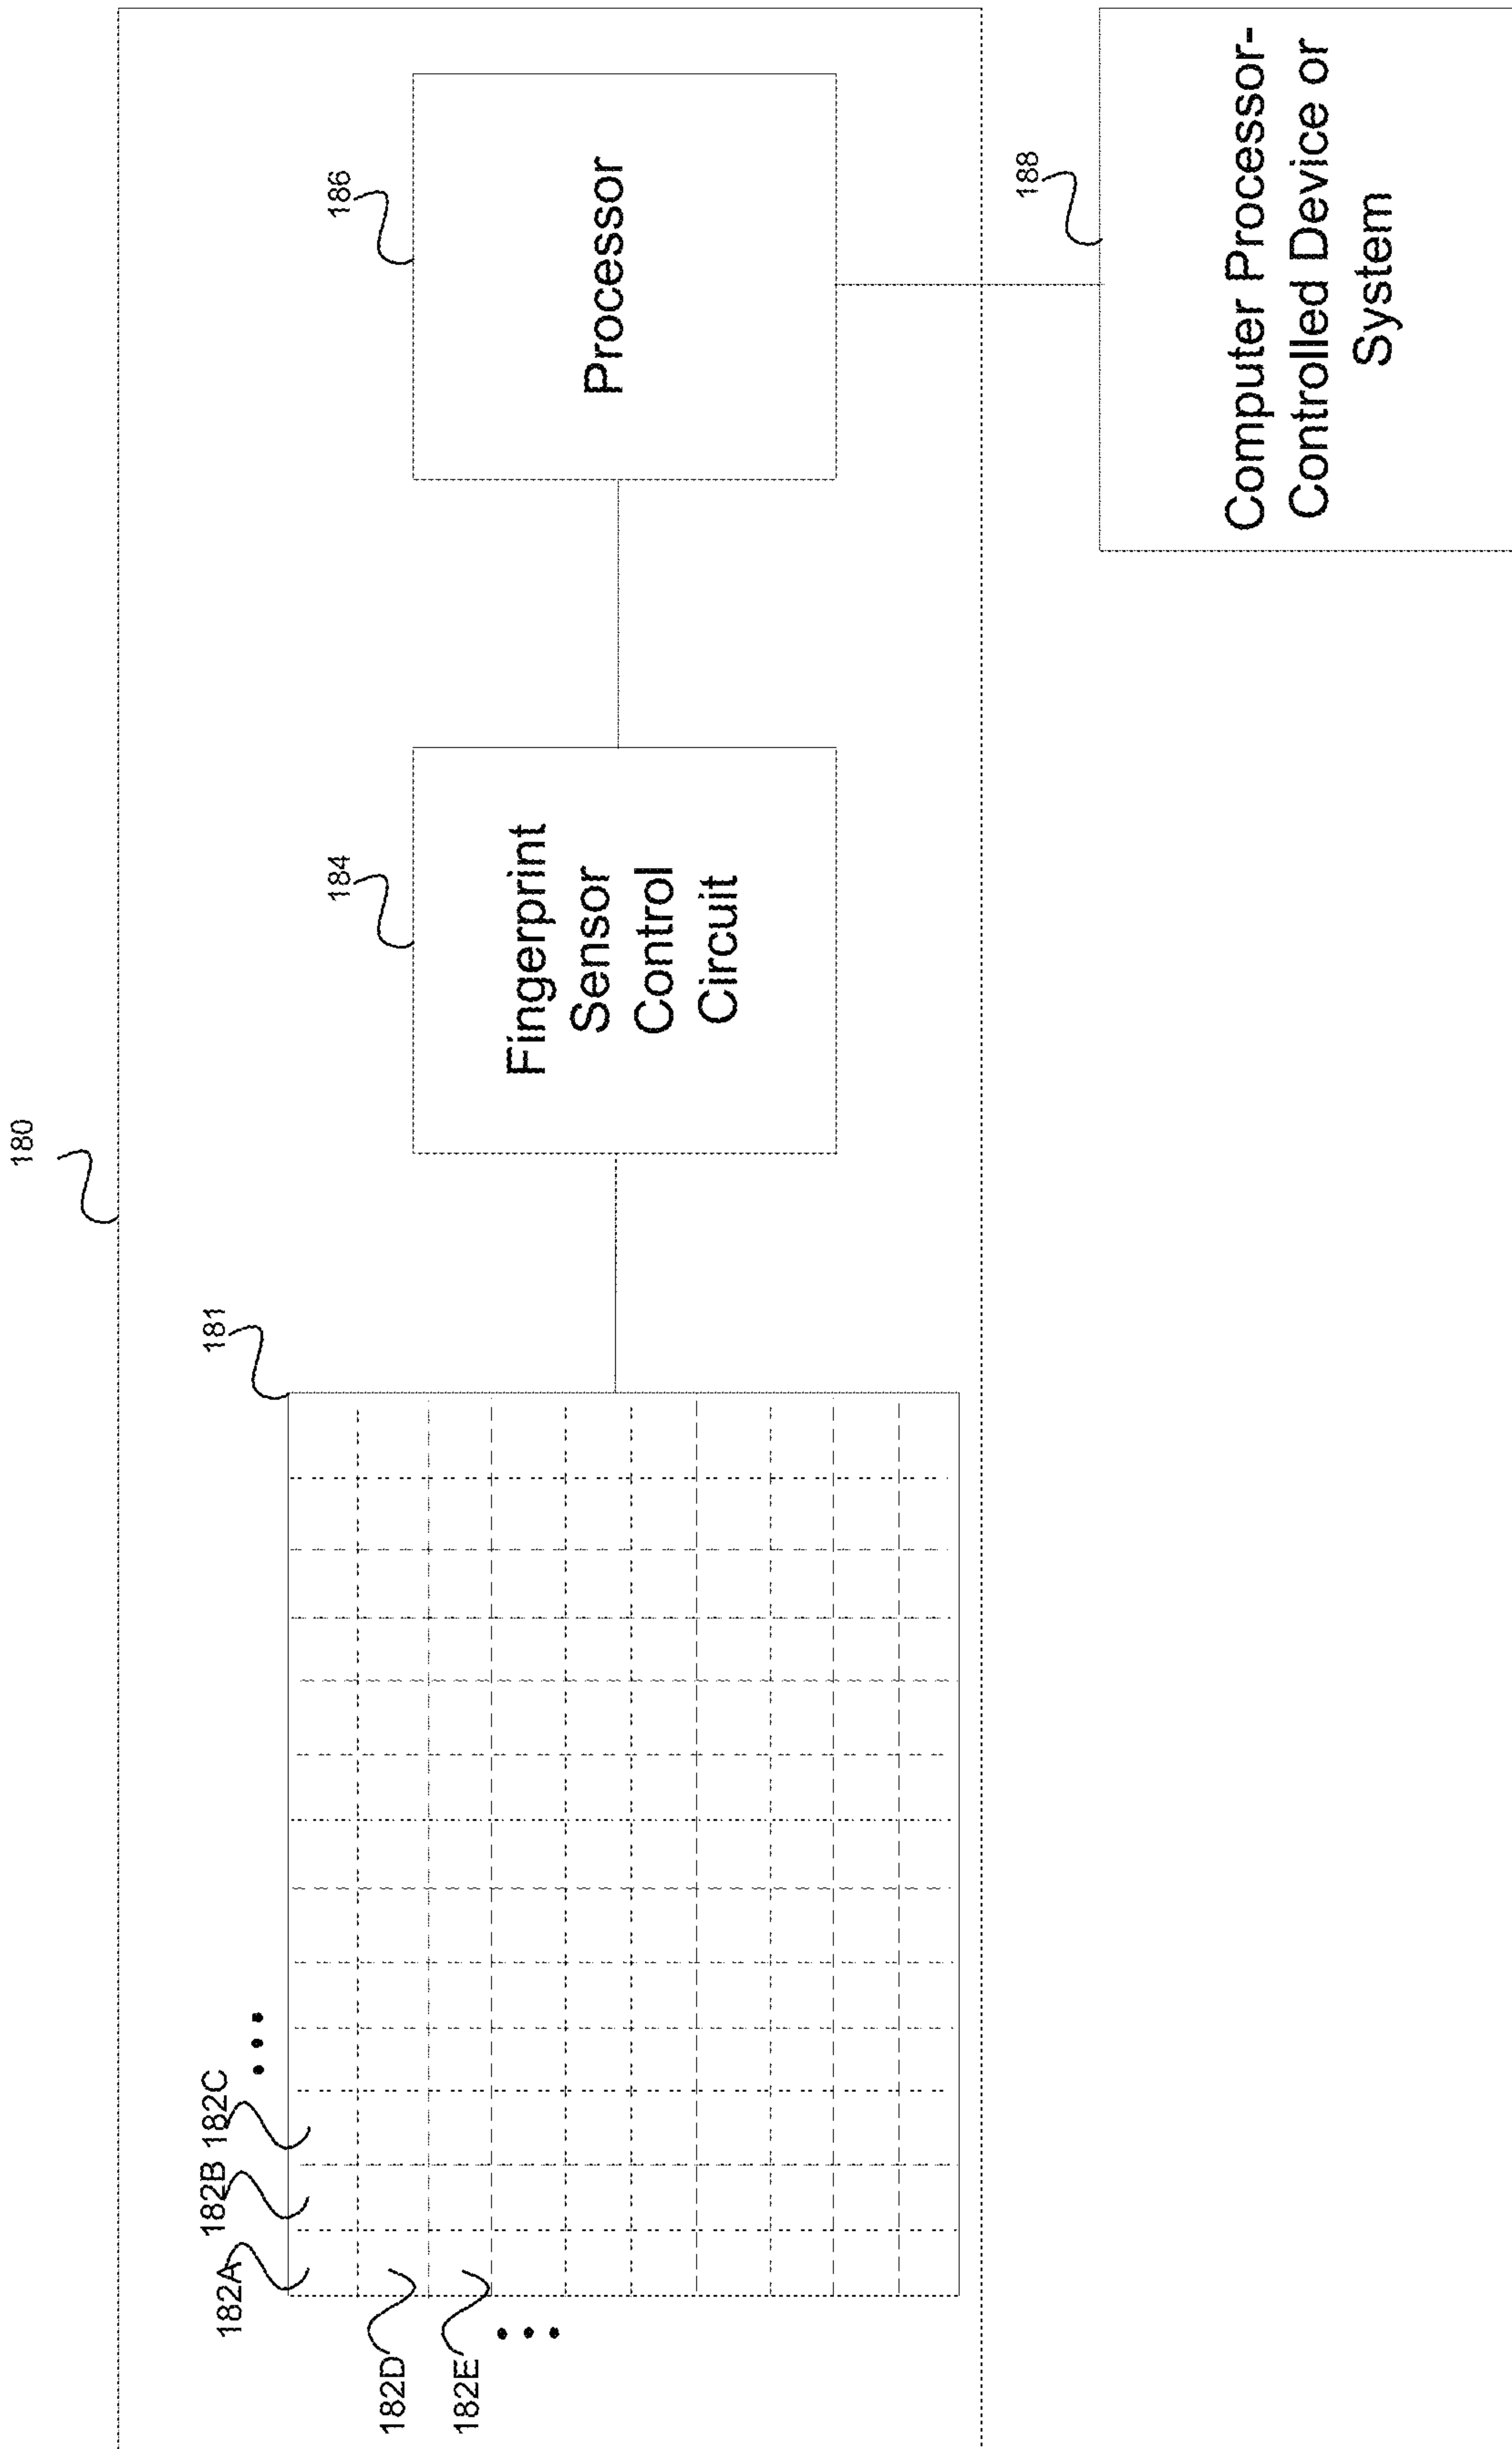 180
182A 182B 182C ...
181
184
186
182D
182E
Fingerprint
Sensor
Control
Circuit
Processor
188
Computer Processor-
Controlled Device or
System